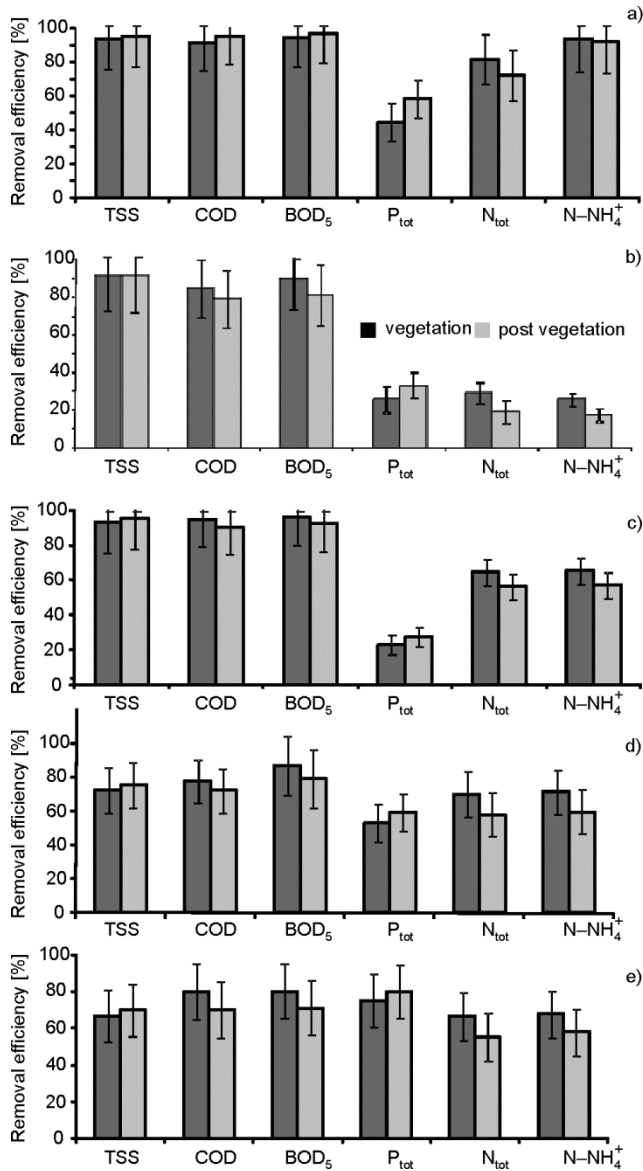 a)
Removal efficiency [%]
100
80
60
40
20
0
TSS COD BOD5 Ptot Ntot N–NH4+
b)
Removal efficiency [%]
100
80
60
40
20
0
vegetation post vegetation
TSS COD BOD5 Ptot Ntot N–NH4+
c)
Removal efficiency [%]
100
80
60
40
20
0
TSS COD BOD5 Ptot Ntot N–NH4+
d)
Removal efficiency [%]
100
80
60
40
20
0
TSS COD BOD5 Ptot Ntot N–NH4+
e)
Removal efficiency [%]
100
80
60
40
20
0
TSS COD BOD5 Ptot Ntot N–NH4+